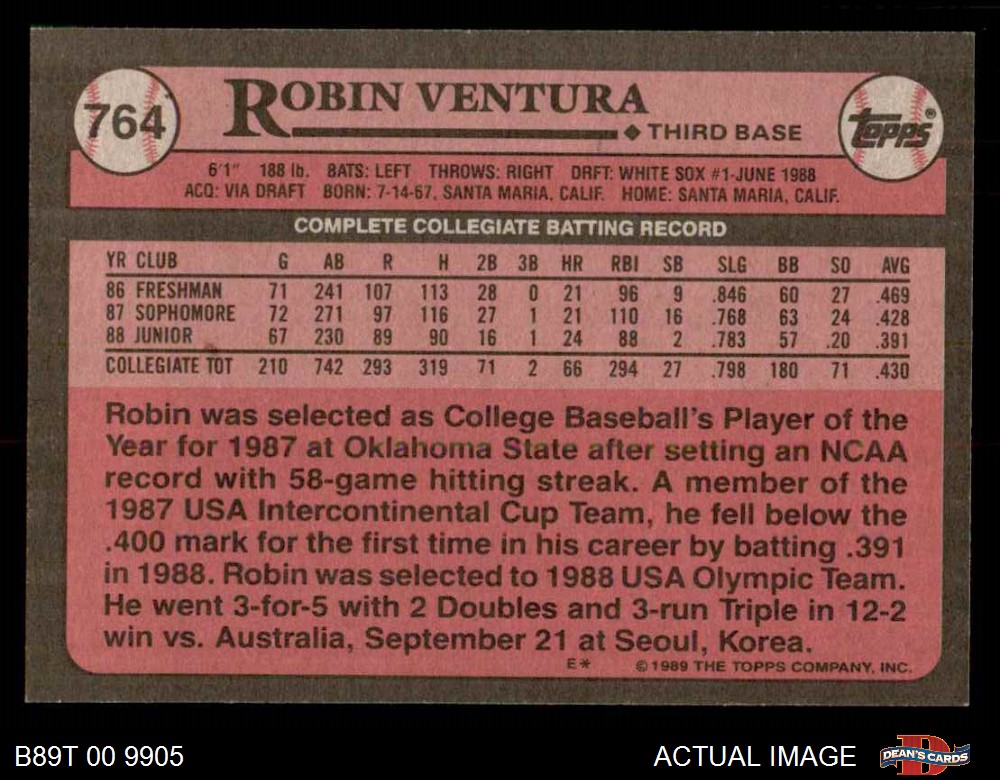 764
ROBIN VENTURA
THIRD BASE
topps®
6'1" 188 lb. BATS: LEFT THROWS: RIGHT DRFT: WHITE SOX #1-JUNE 1988
ACQ: VIA DRAFT BORN: 7-14-67, SANTA MARIA, CALIF. HOME: SANTA MARIA, CALIF.
COMPLETE COLLEGIATE BATTING RECORD
YR CLUB G AB R H 2B 3B HR RBI SB SLG BB SO AVG
86 FRESHMAN 71 241 107 113 28 0 21 96 9 .846 60 27 .469
87 SOPHOMORE 72 271 97 116 27 1 21 110 16 .768 63 24 .428
88 JUNIOR 67 230 89 90 16 1 24 88 2 .783 57 .20 .391
COLLEGIATE TOT 210 742 293 319 71 2 66 294 27 .798 180 71 .430
Robin was selected as College Baseball's Player of the
Year for 1987 at Oklahoma State after setting an NCAA
record with 58-game hitting streak. A member of the
1987 USA Intercontinental Cup Team, he fell below the
.400 mark for the first time in his career by batting .391
in 1988. Robin was selected to 1988 USA Olympic Team.
He went 3-for-5 with 2 Doubles and 3-run Triple in 12-2
win vs. Australia, September 21 at Seoul, Korea.
E* © 1989 THE TOPPS COMPANY, INC.
B89T 00 9905
ACTUAL IMAGE
DEAN'S CARDS